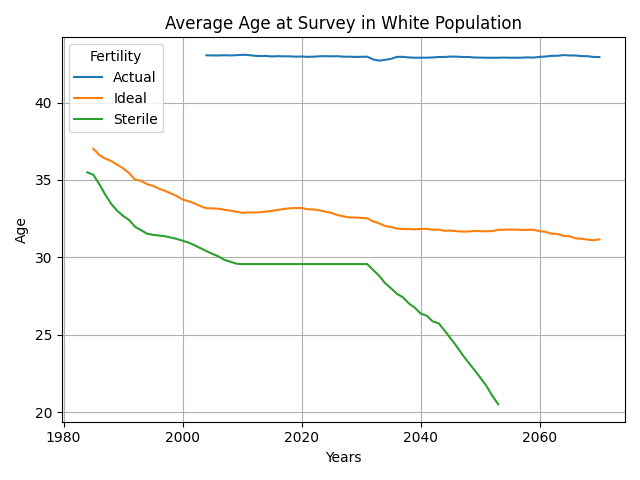 Average Age at Survey in White Population
Fertility
Actual
Ideal
Sterile
Age
40
35
30
25
20
1980
2000
2020
2040
2060
Years